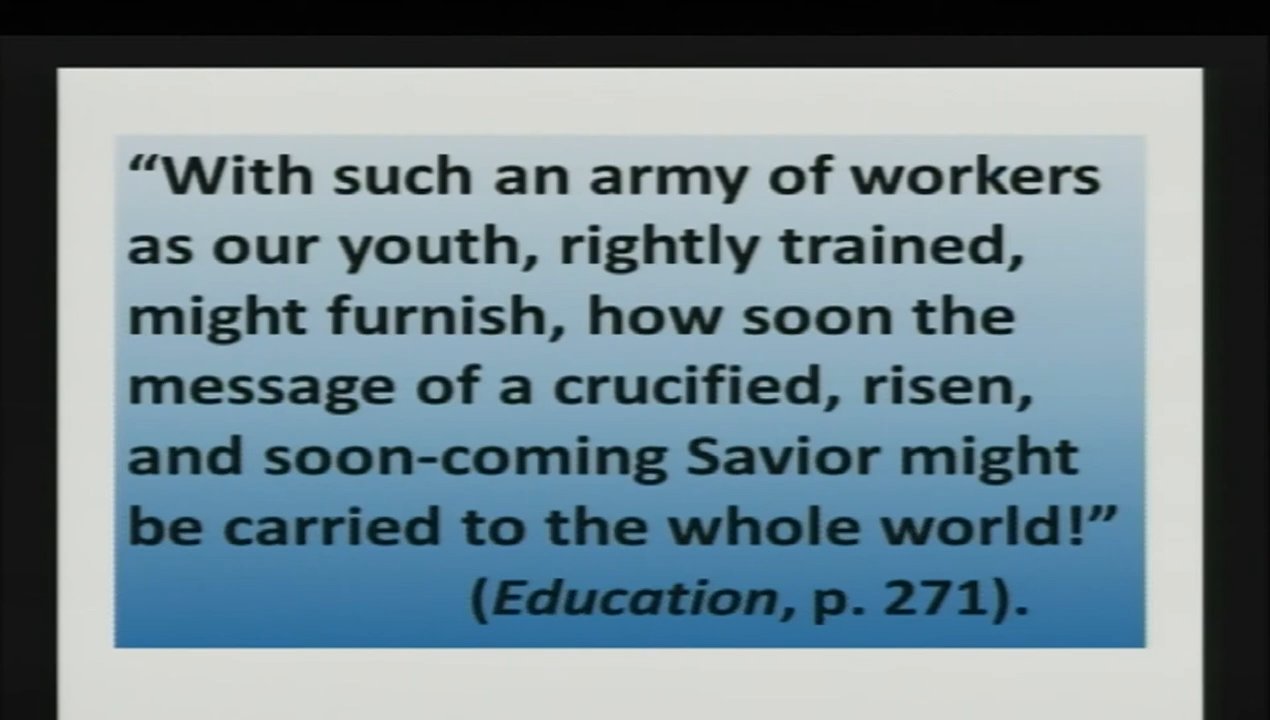 “With such an army of workers
as our youth, rightly trained,
might furnish, how soon the
message of a crucified, risen,
and soon-coming Savior might
be carried to the whole world!”
(Education, p. 271).